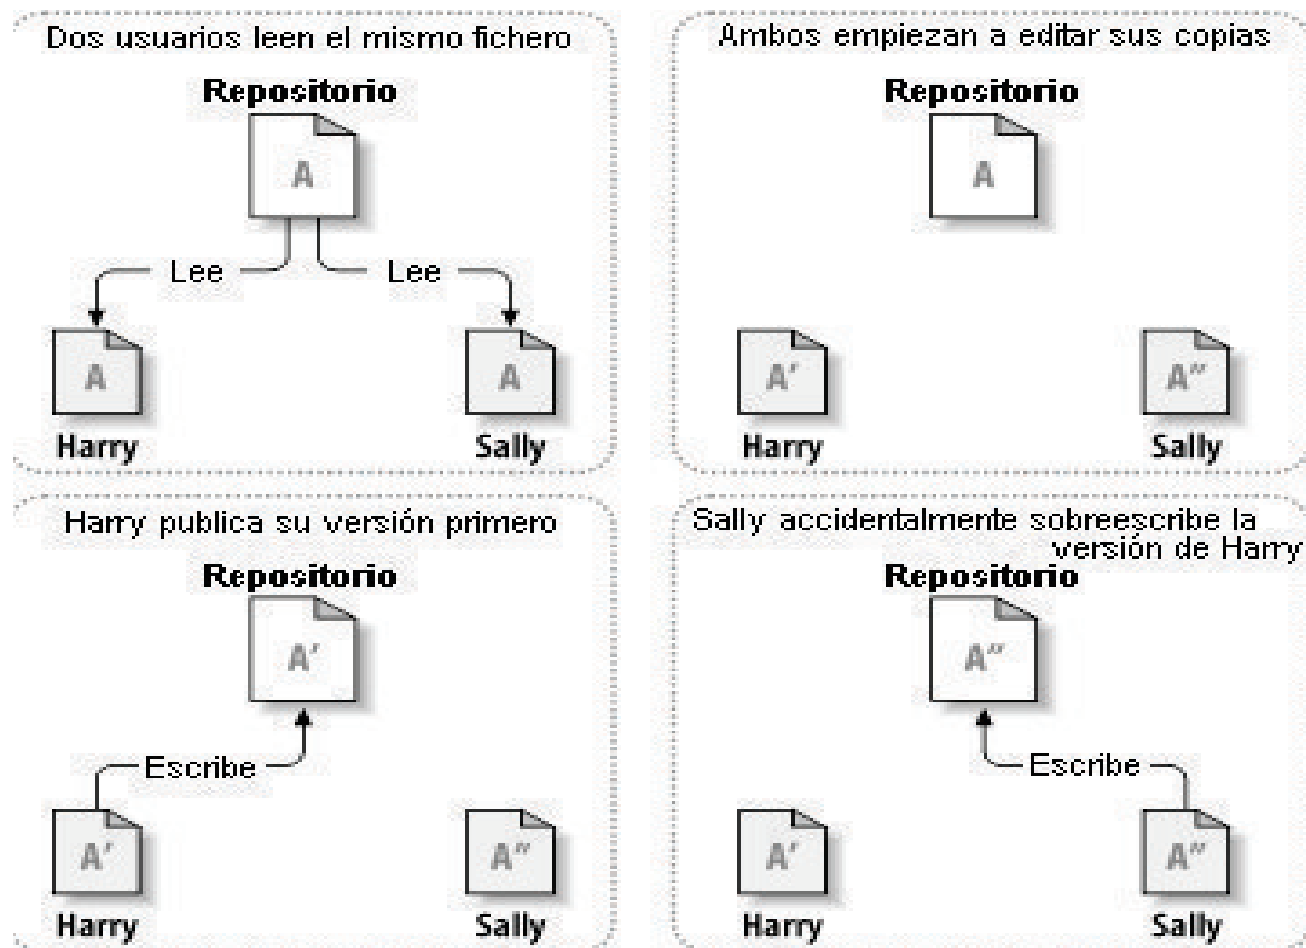 Dos usuarios leen el mismo fichero
Repositorio
A
Lee
Lee
A
A
Harry
Sally
Ambos empiezan a editar sus copias
Repositorio
A
A'
A"
Harry
Sally
Harry publica su versión primero
Repositorio
A'
Escribe
A'
A"
Harry
Sally
Sally accidentalmente sobreescribe la
versión de Harry
Repositorio
A"
Escribe
A'
A"
Harry
Sally